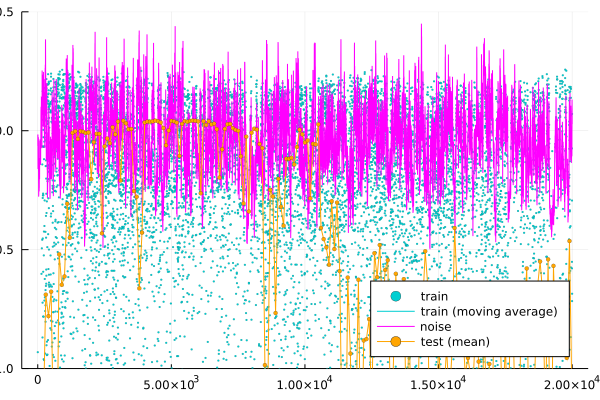 0.5
0.0
0.5
1.0
0
5.00×10³
1.00×10⁴
1.50×10⁴
2.00×10⁴
train
train (moving average)
noise
test (mean)